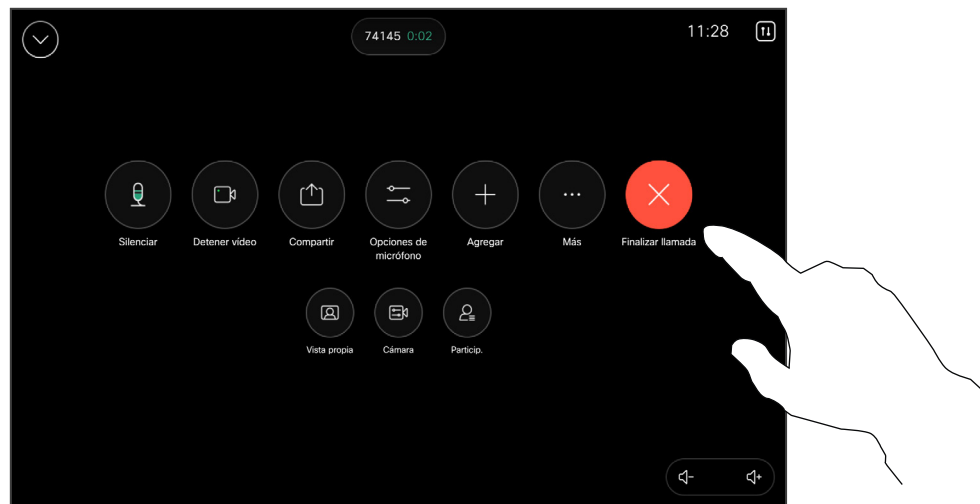 74145 0:02
11:28
Silenciar
Detener vídeo
Compartir
Opciones de
micrófono
Agregar
Más
Finalizar llamada
Vista propia
Cámara
Particip.